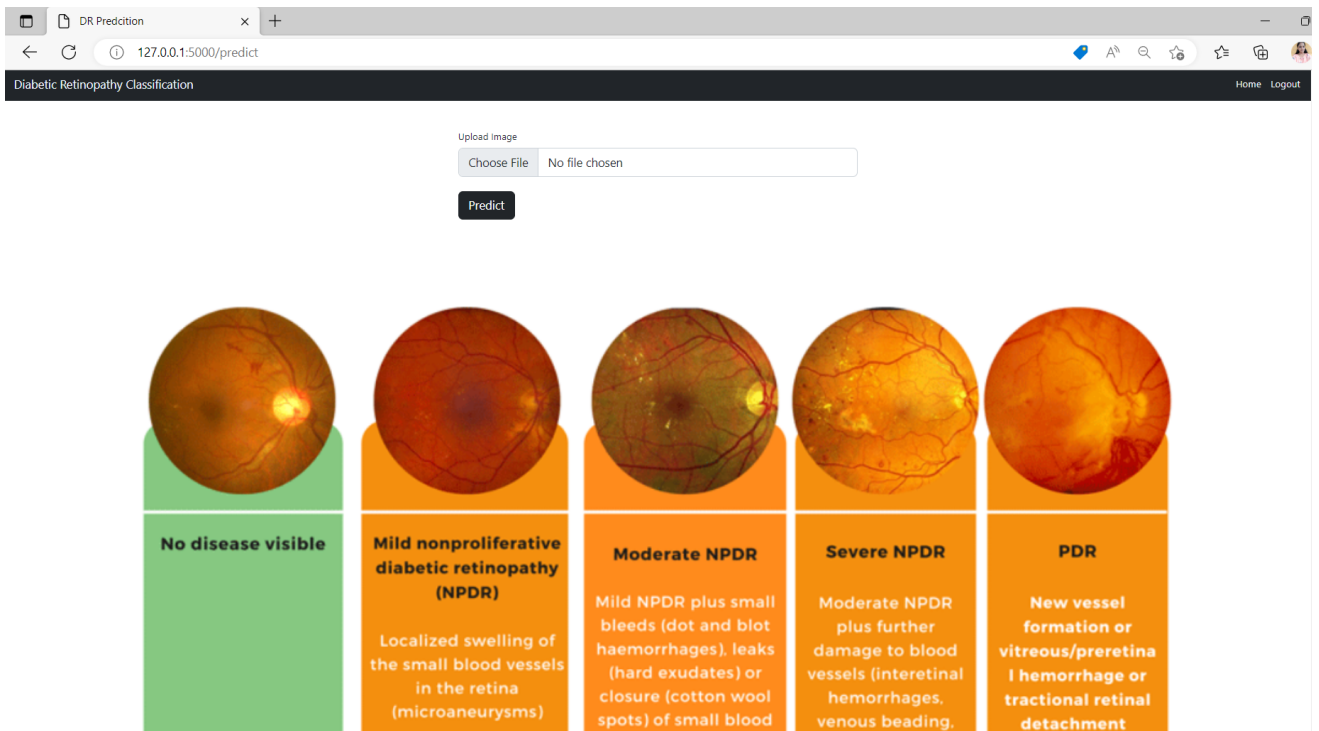 DR Predcition
127.0.0.1:5000/predict
Diabetic Retinopathy Classification
Home Logout
Upload Image
Choose File No file chosen
Predict
No disease visible
Mild nonproliferative
diabetic retinopathy
(NPDR)
Localized swelling of
the small blood vessels
in the retina
(microaneurysms)
Moderate NPDR
Mild NPDR plus small
bleeds (dot and blot
haemorrhages), leaks
(hard exudates) or
closure (cotton wool
spots) of small blood
Severe NPDR
Moderate NPDR
plus further
damage to blood
vessels (interetinal
hemorrhages,
venous beading,
PDR
New vessel
formation or
vitreous/preretina
l hemorrhage or
tractional retinal
detachment